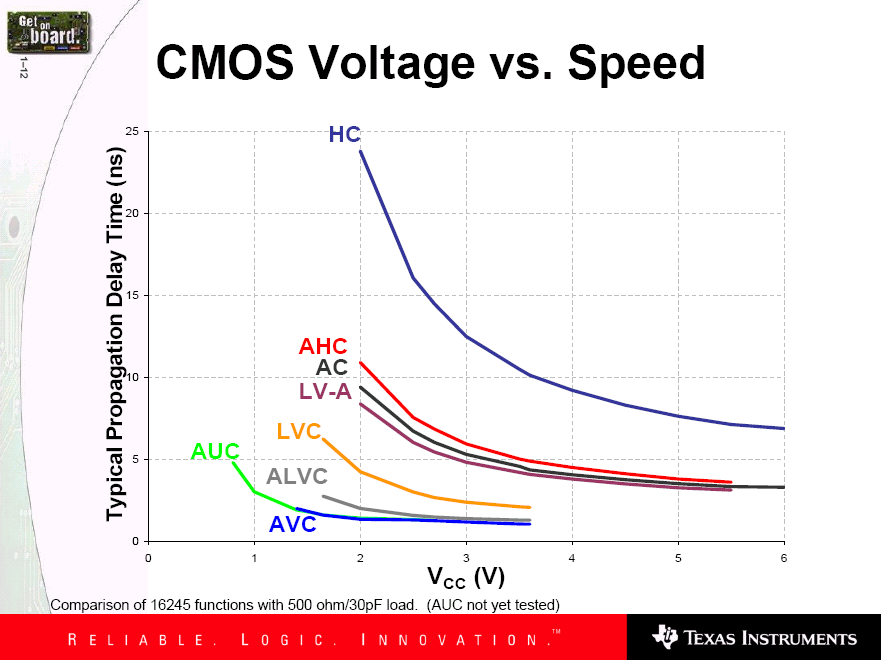 Get on
board.
1–12
CMOS Voltage vs. Speed
Typical Propagation Delay Time (ns)
25
20
15
10
5
0
HC
AHC
AC
LV-A
LVC
AUC
ALVC
AVC
0 1 2 3 4 5 6
VCC (V)
Comparison of 16245 functions with 500 ohm/30pF load. (AUC not yet tested)
RELIABLE. LOGIC. INNOVATION.™
TEXAS INSTRUMENTS